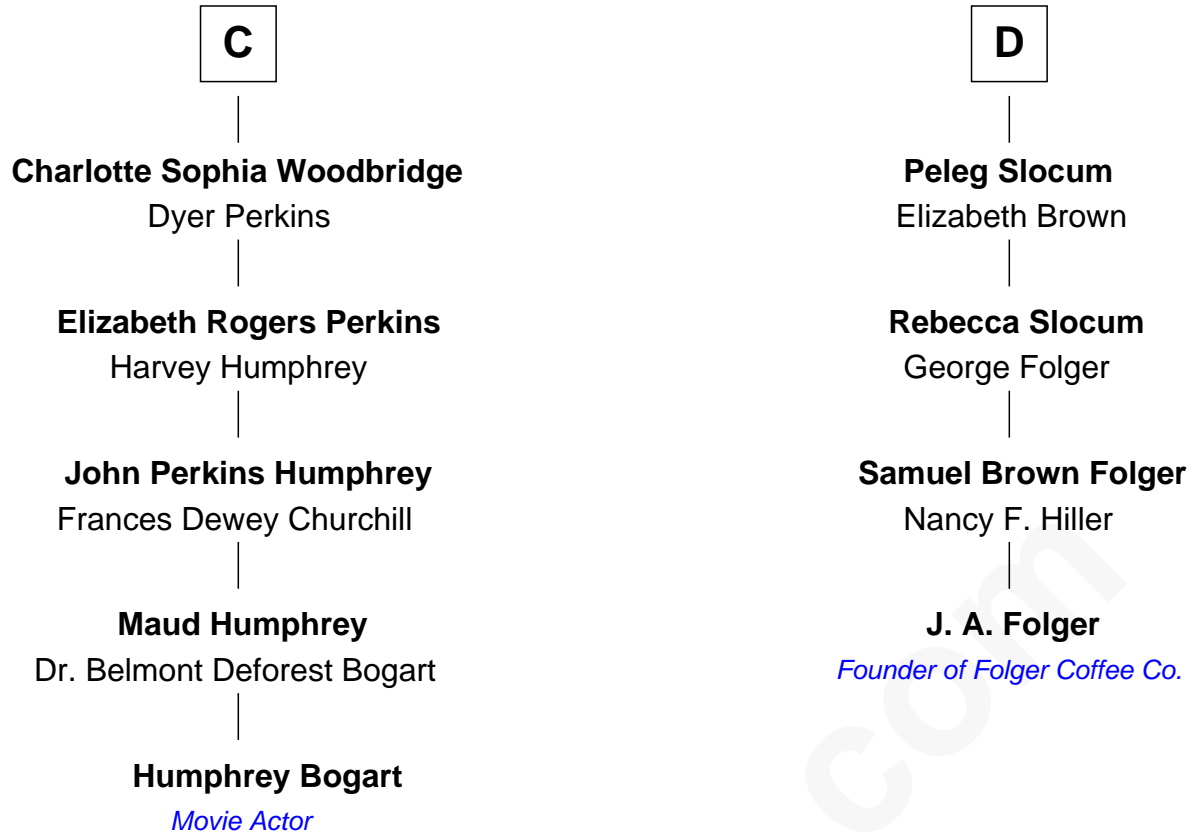 C
Charlotte Sophia Woodbridge
Dyer Perkins
Elizabeth Rogers Perkins
Harvey Humphrey
John Perkins Humphrey
Frances Dewey Churchill
Maud Humphrey
Dr. Belmont Deforest Bogart
Humphrey Bogart
Movie Actor
D
Peleg Slocum
Elizabeth Brown
Rebecca Slocum
George Folger
Samuel Brown Folger
Nancy F. Hiller
J. A. Folger
Founder of Folger Coffee Co.
com